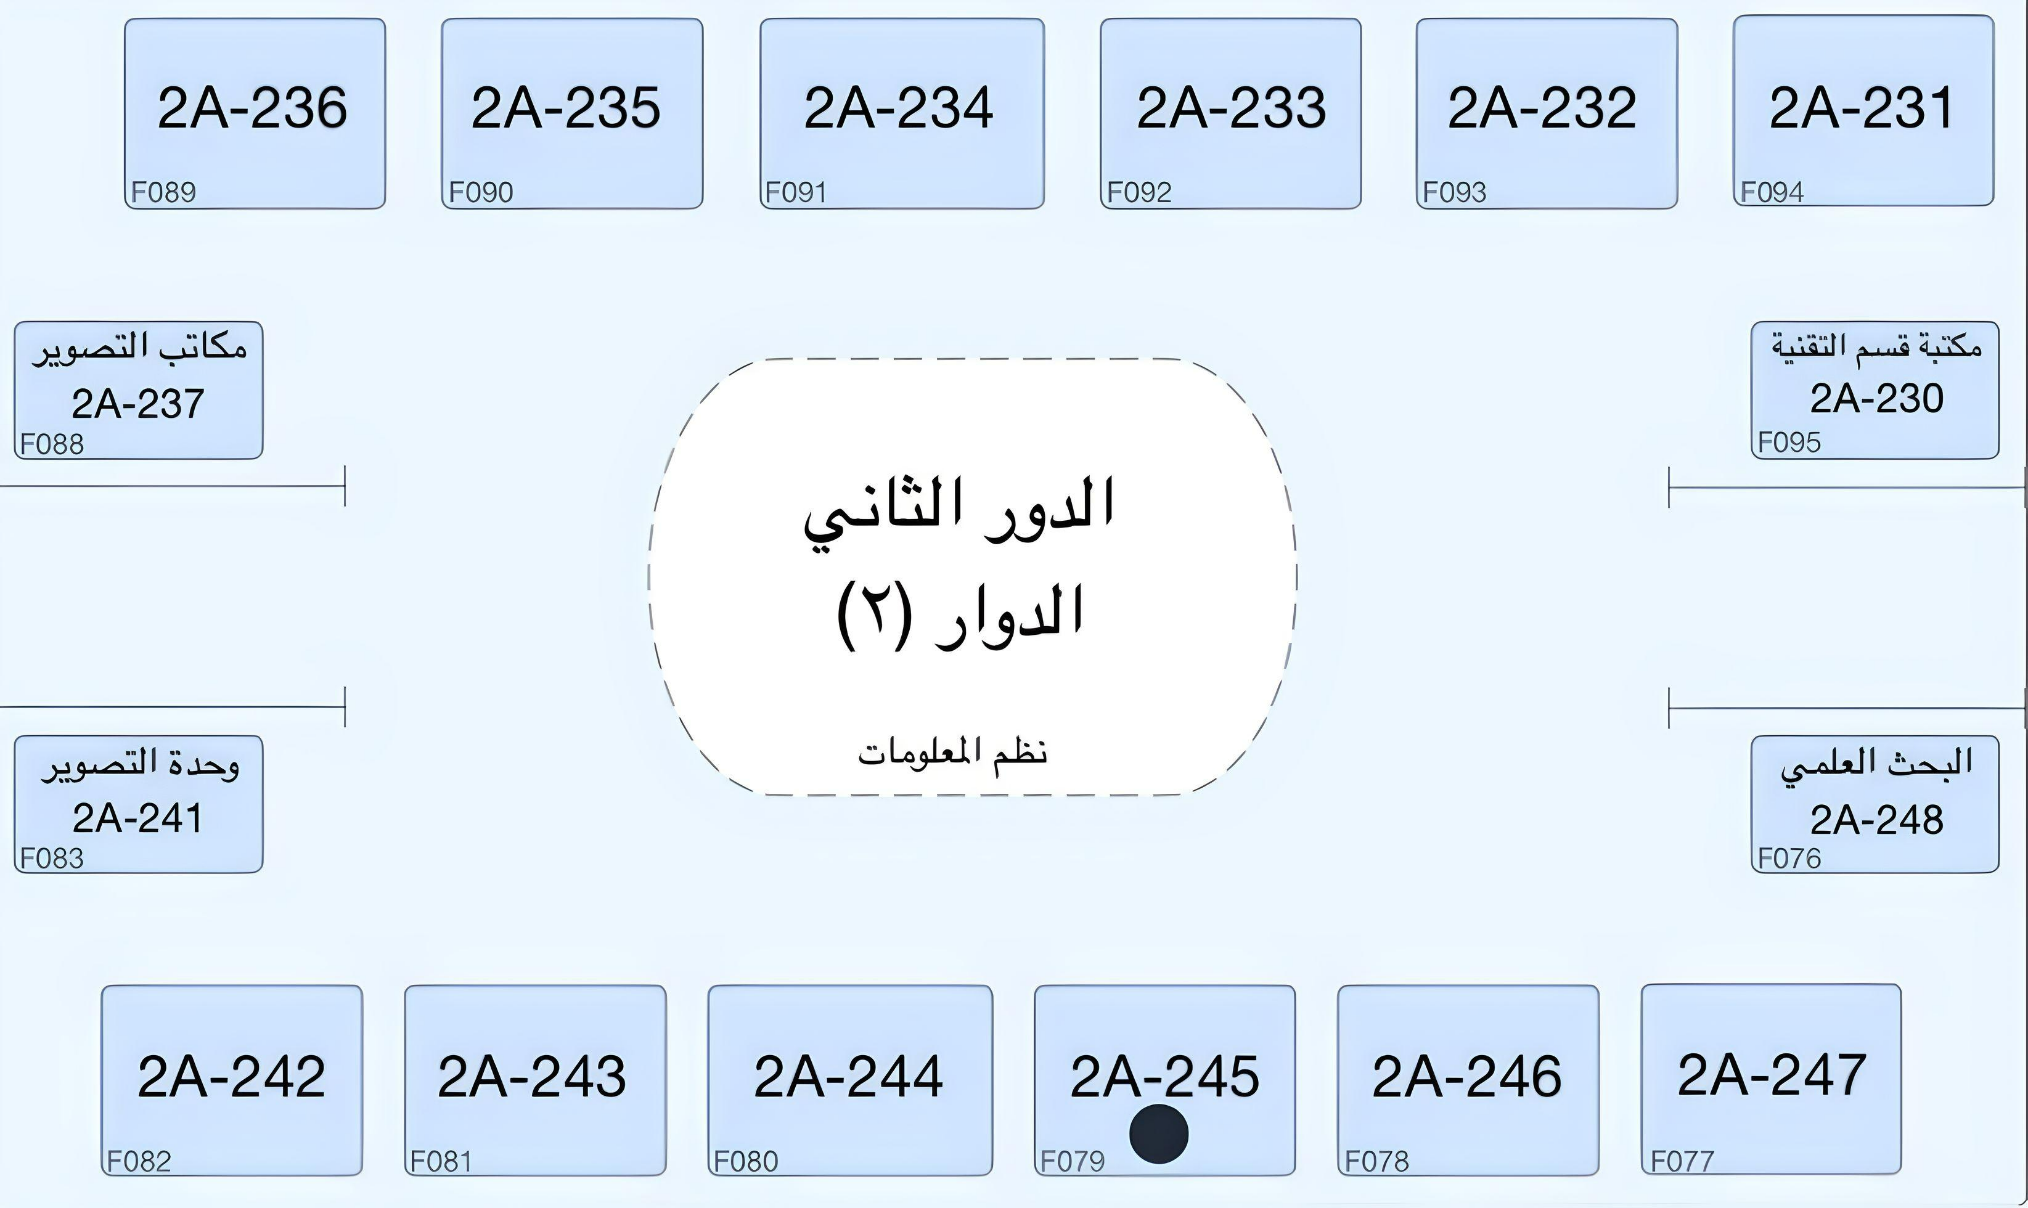 2A-236
F089
2A-235
F090
2A-234
F091
2A-233
F092
2A-232
F093
2A-231
F094
مكاتب التصوير
2A-237
F088
مكتبة قسم التقنية
2A-230
F095
الدور الثاني
الدوار (٢)
نظم المعلومات
وحدة التصوير
2A-241
F083
البحث العلمي
2A-248
F076
2A-242
F082
2A-243
F081
2A-244
F080
2A-245
F079
2A-246
F078
2A-247
F077